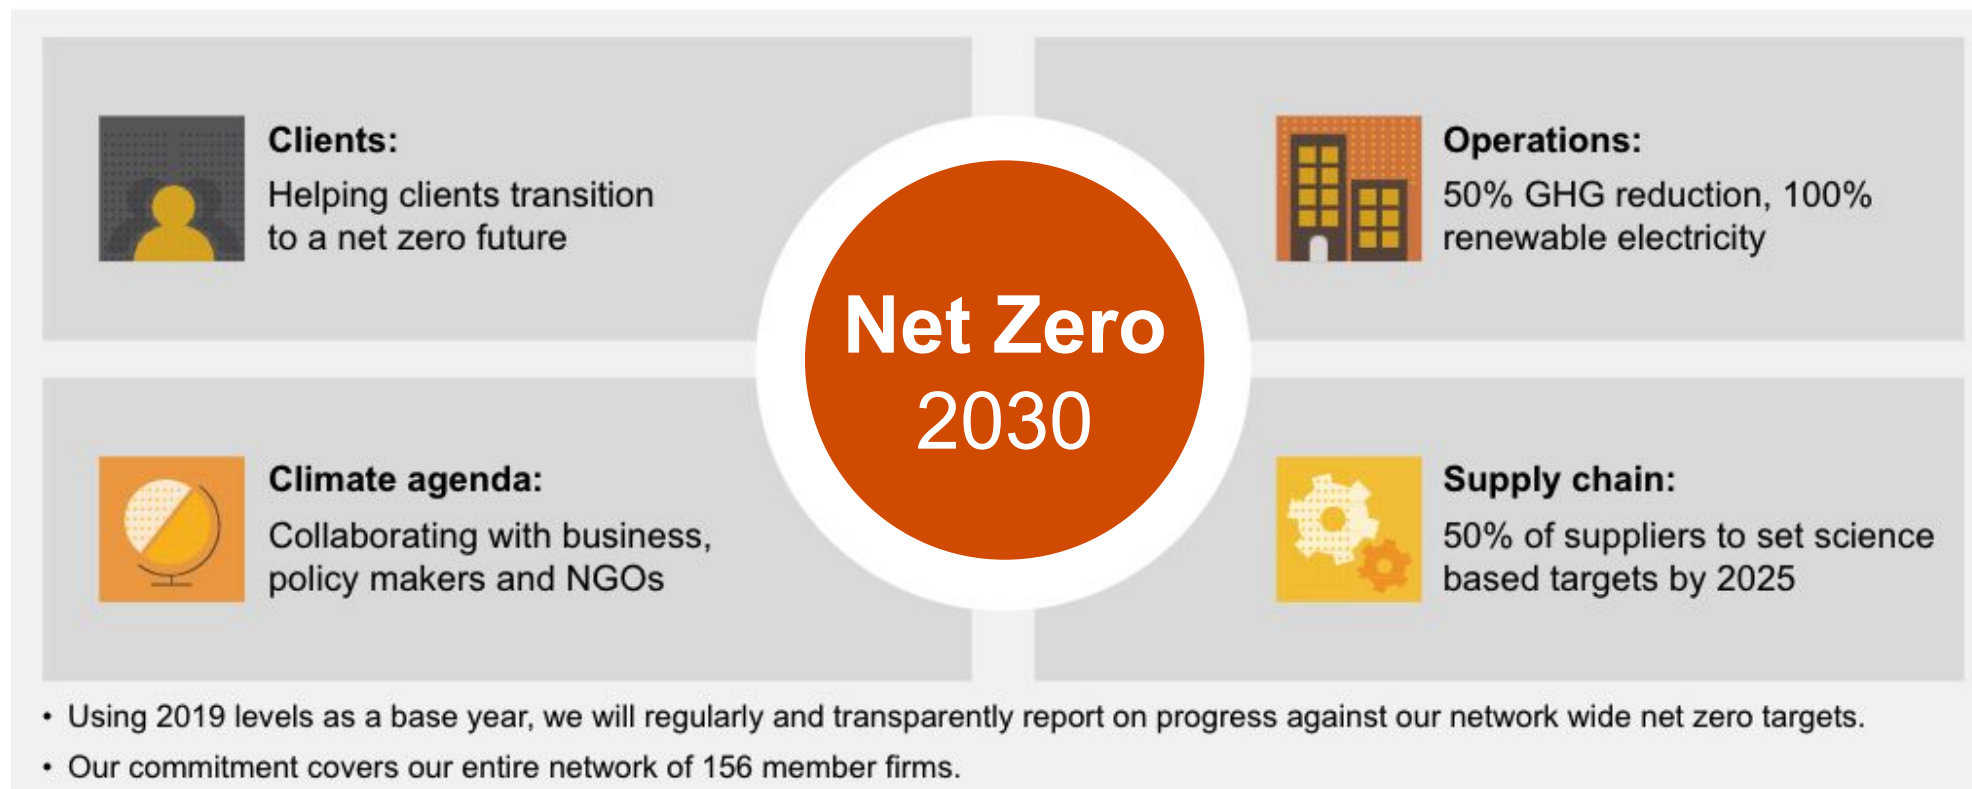 Clients:
Helping clients transition
to a net zero future
Operations:
50% GHG reduction, 100%
renewable electricity
Net Zero
2030
Climate agenda:
Collaborating with business,
policy makers and NGOs
Supply chain:
50% of suppliers to set science
based targets by 2025
• Using 2019 levels as a base year, we will regularly and transparently report on progress against our network wide net zero targets.
• Our commitment covers our entire network of 156 member firms.